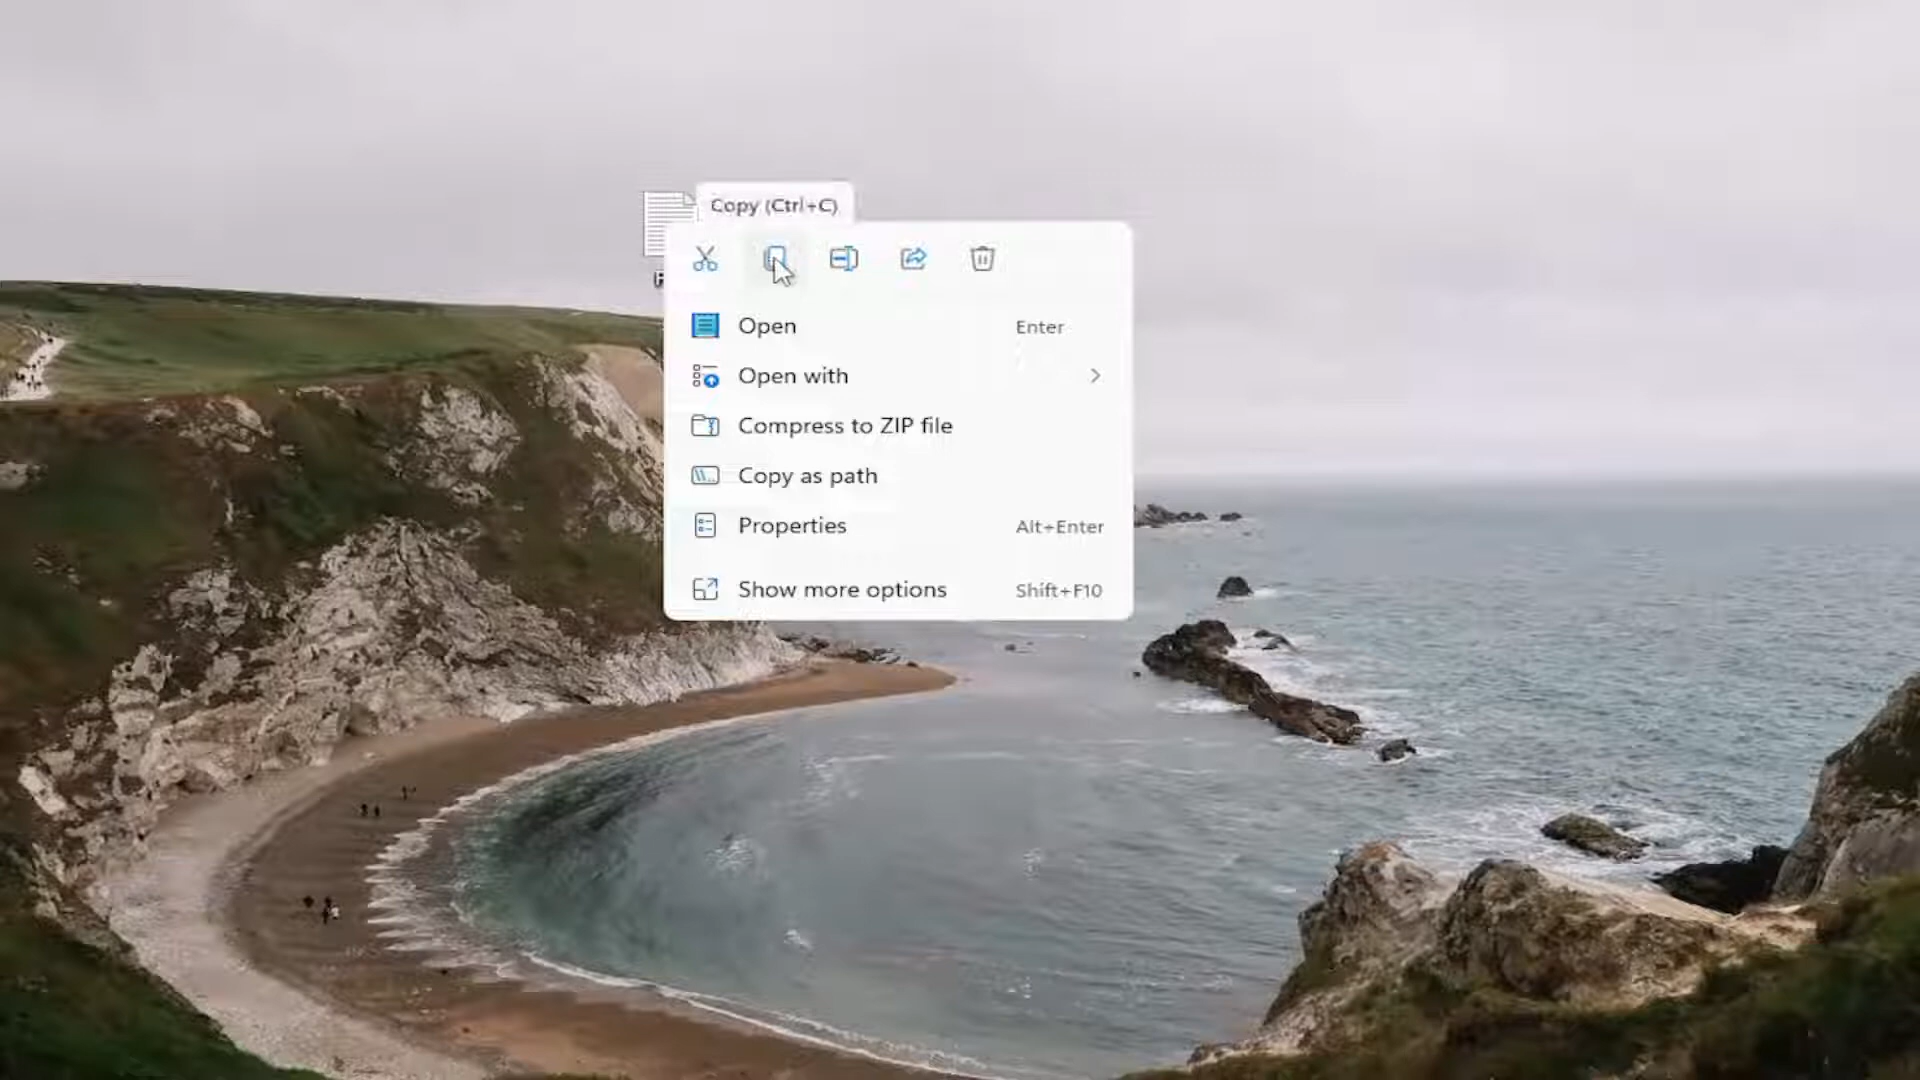 Copy (Ctrl+C)
Open Enter
Open with
Compress to ZIP file
Copy as path
Properties Alt+Enter
Show more options Shift+F10